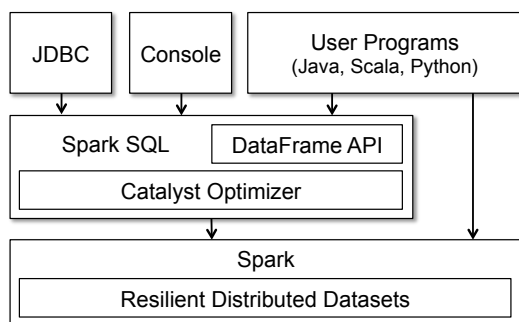 JDBC
Console
User Programs
(Java, Scala, Python)
Spark SQL
DataFrame API
Catalyst Optimizer
Spark
Resilient Distributed Datasets